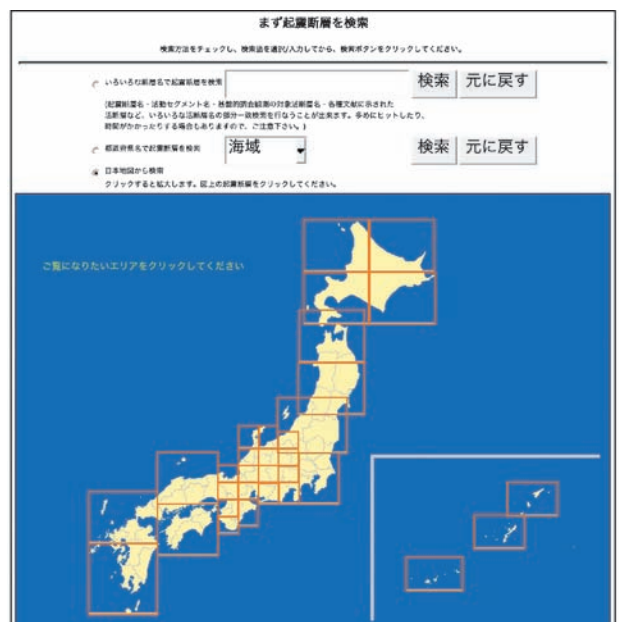 まず起震断層を検索
検索方法をチェックし、検索語を選択/入力してから、検索ボタンをクリックしてください。
いろいろな断層名で起震断層を検索 検索 元に戻す
(起震断層名・活動セグメント名・基盤的調査観測の対象活断層名・各種文献に示された
活断層など、いろいろな活断層名の部分一致検索を行なうことが出来ます。多めにヒットしたり、
時間がかかったりする場合もありますので、ご注意下さい。)
都道府県名で起震断層を検索 海域 検索 元に戻す
日本地図から検索
クリックすると拡大します。図上の起震断層をクリックしてください。
ご覧になりたいエリアをクリックしてください